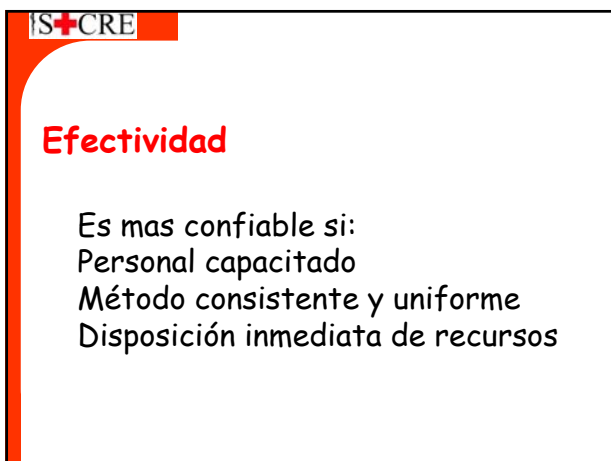 S+CRE
Efectividad
Es mas confiable si:
Personal capacitado
Método consistente y uniforme
Disposición inmediata de recursos